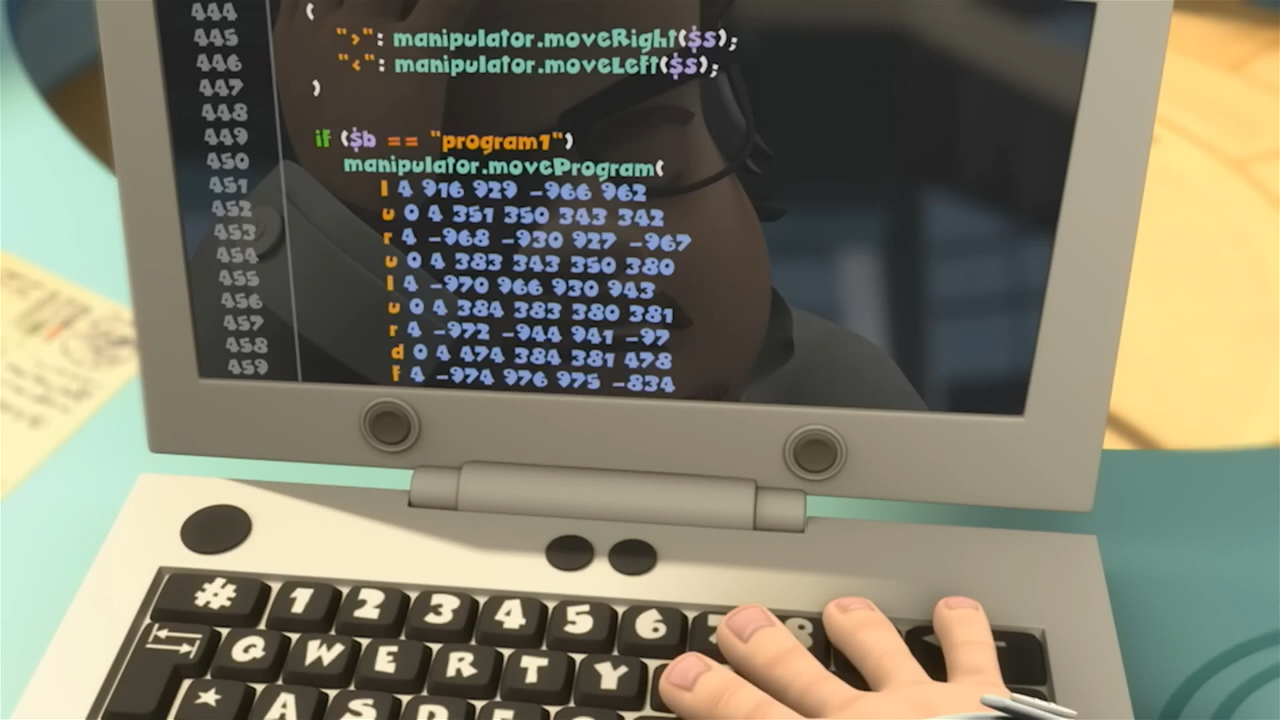 444 (
445 ">": manipulator.moveRight($s);
446 "<": manipulator.moveLeft($s);
447 )
448
449 if ($b == "program1")
450 manipulator.moveProgram(
451 l 4 916 929 -966 962
452 u 0 4 351 350 343 342
453 r 4 -968 -930 927 -967
454 u 0 4 383 343 350 380
455 l 4 -970 966 930 943
456 u 0 4 384 383 380 381
457 r 4 -972 -944 941 -97
458 d 0 4 474 384 381 478
459 f 4 -974 976 975 -834
# 1 2 3 4 5 6 7 8
Q W E R T Y
* A S D F